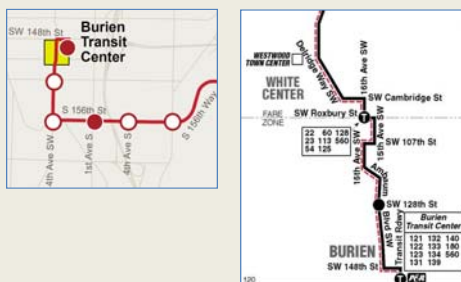 SW 148th St
Burien
Transit
Center
S 156th St
4th Ave SW
1st Ave S
4th Ave S
S 156th Way
WESTWOOD
TOWN CENTER
Delridge Way SW
16th Ave SW
WHITE
CENTER
SW Cambridge St
FARE
ZONE
SW Roxbury St
T
22 60 128
23 113 560
54 125
16th Ave SW
15th Ave SW
SW 107th St
Ambaum
Blvd SW
SW 128th St
Transit Rdwy
Burien
Transit Center
121 132 140
122 133 180
123 134 560
131 139
BURIEN
SW 148th St
T
P&R
120